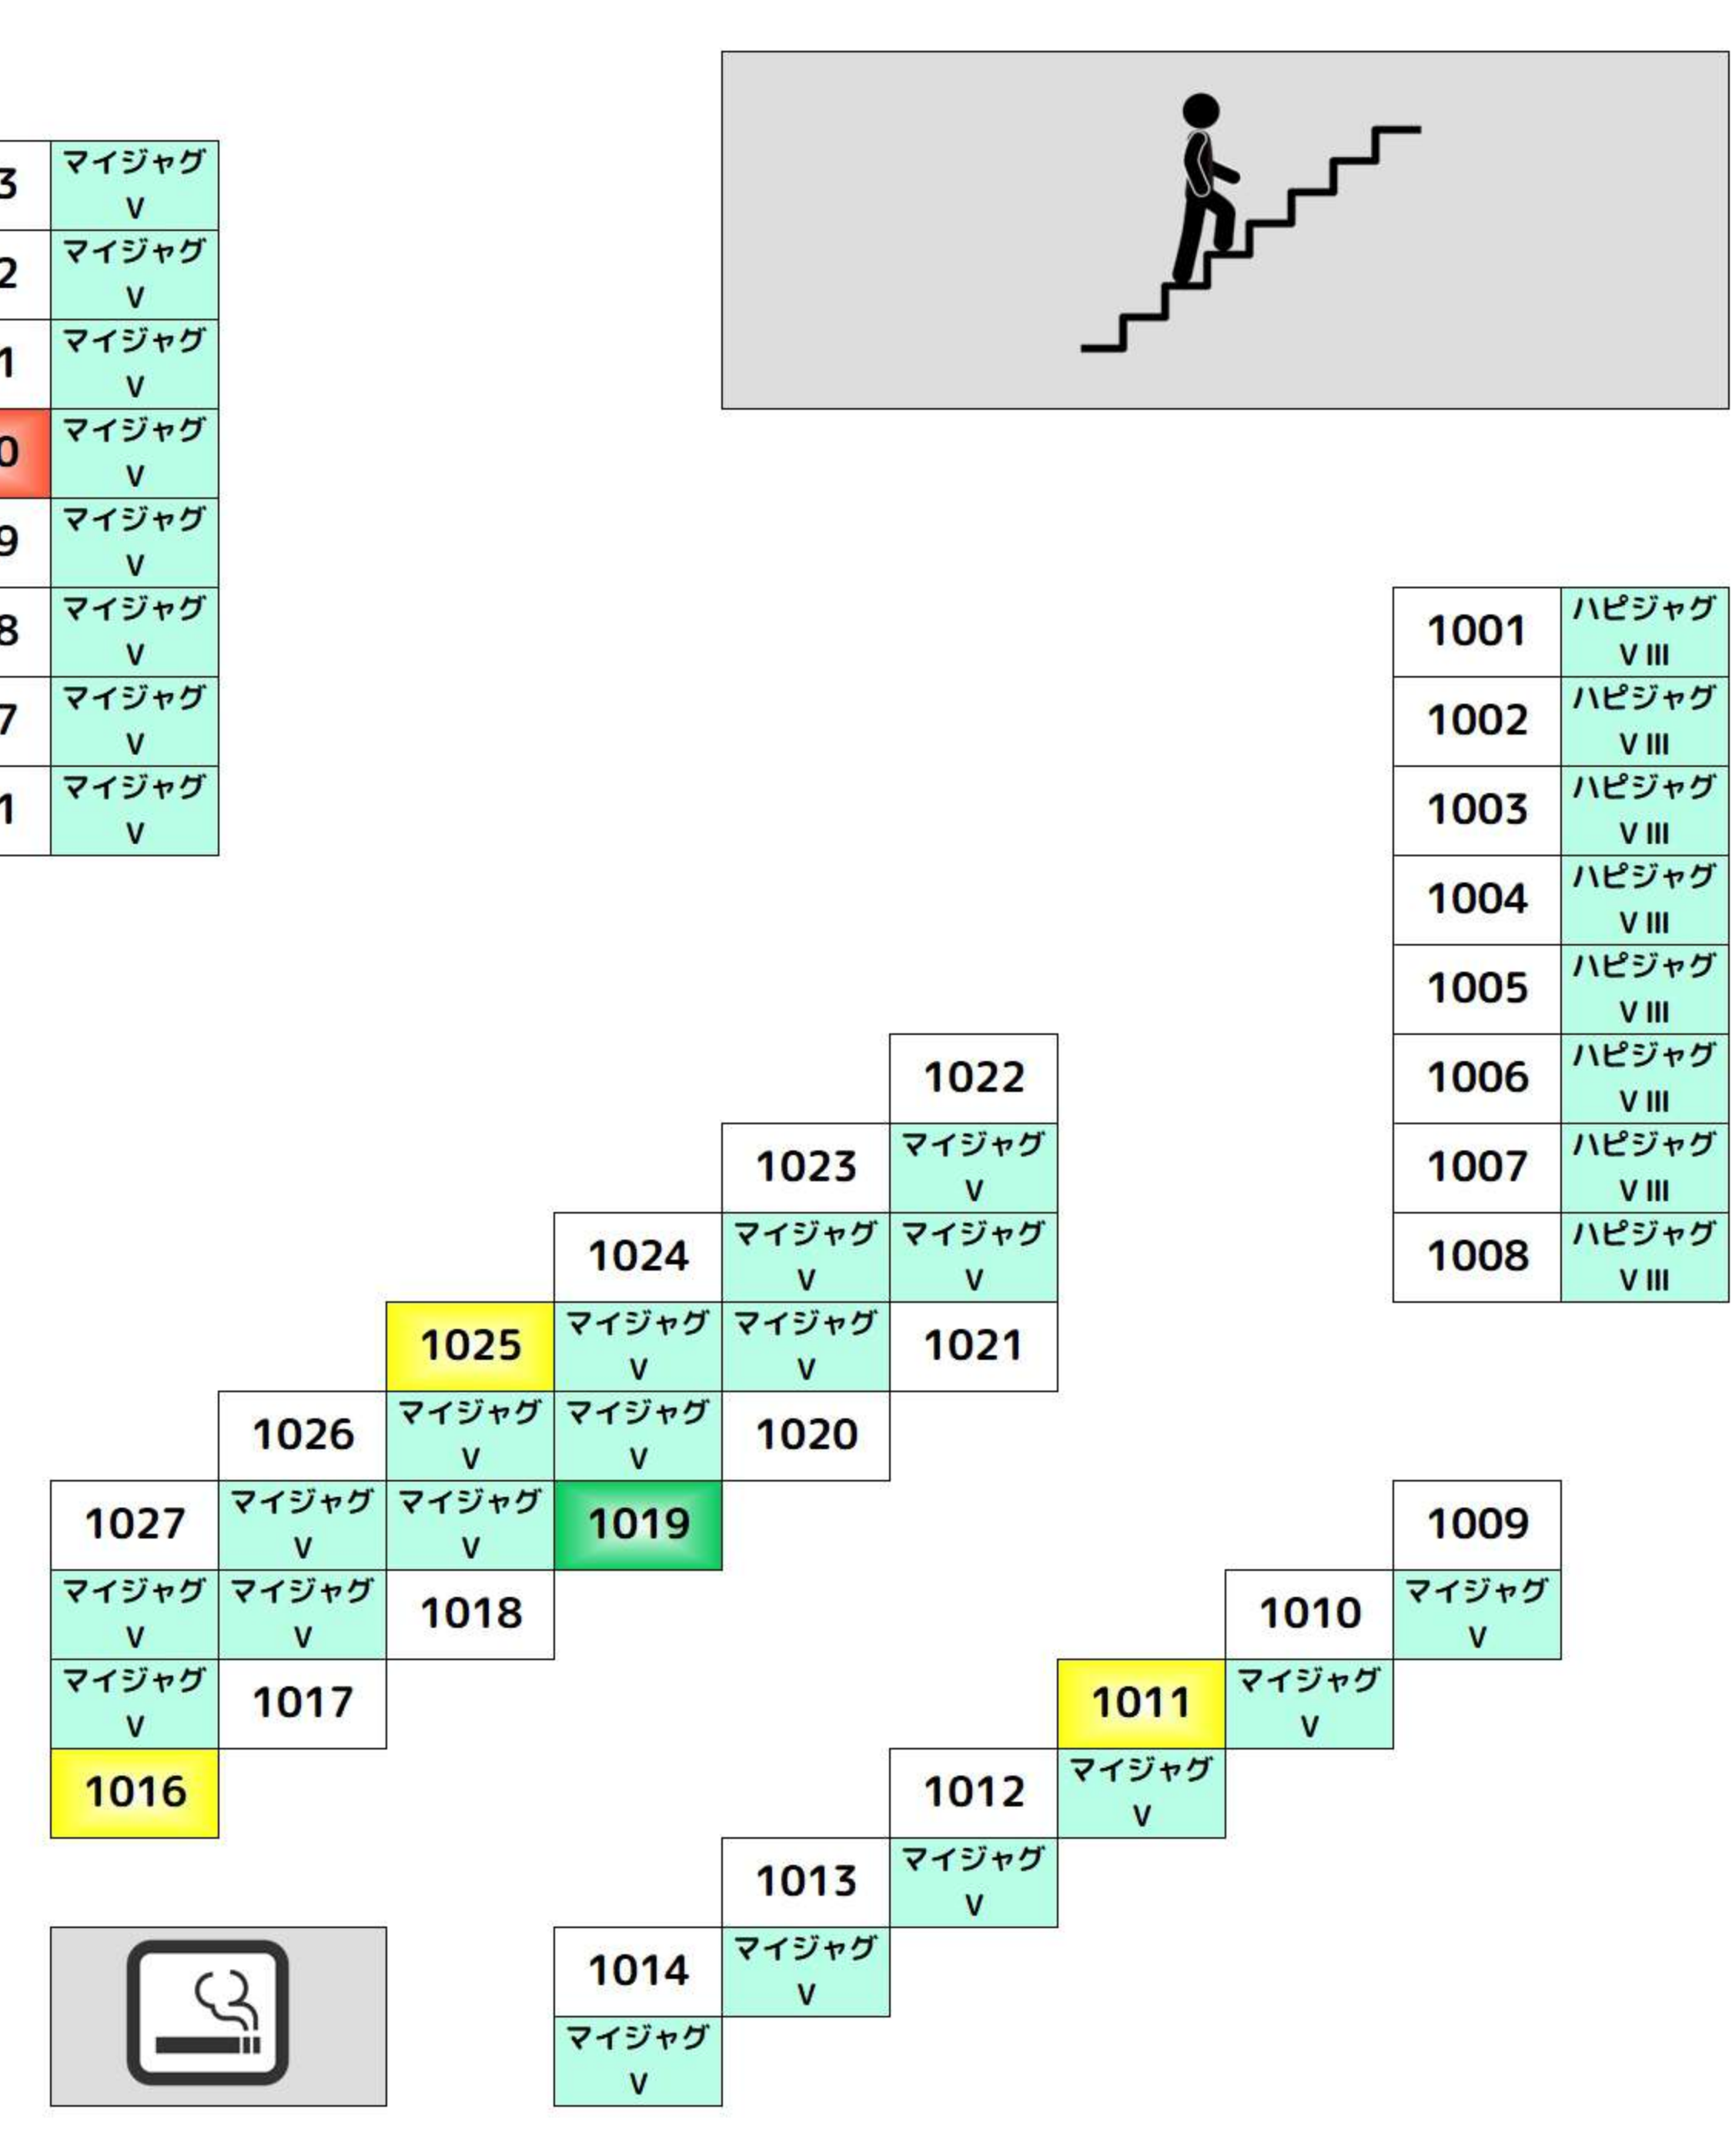 3 マイジャグ
V
2 マイジャグ
V
1 マイジャグ
V
0 マイジャグ
V
9 マイジャグ
V
8 マイジャグ
V
7 マイジャグ
V
1 マイジャグ
V
1001 ハピジャグ
V III
1002 ハピジャグ
V III
1003 ハピジャグ
V III
1004 ハピジャグ
V III
1005 ハピジャグ
V III
1006 ハピジャグ
V III
1007 ハピジャグ
V III
1008 ハピジャグ
V III
1022
1023 マイジャグ
V
1024 マイジャグ マイジャグ
V V
1025 マイジャグ マイジャグ 1021
V V
1026 マイジャグ マイジャグ 1020
V V
1027 マイジャグ マイジャグ 1019
V V
マイジャグ マイジャグ 1018
V V
マイジャグ 1017
V
1016
1009
1010 マイジャグ
V
1011 マイジャグ
V
1012 マイジャグ
V
1013 マイジャグ
V
1014 マイジャグ
V
マイジャグ
V